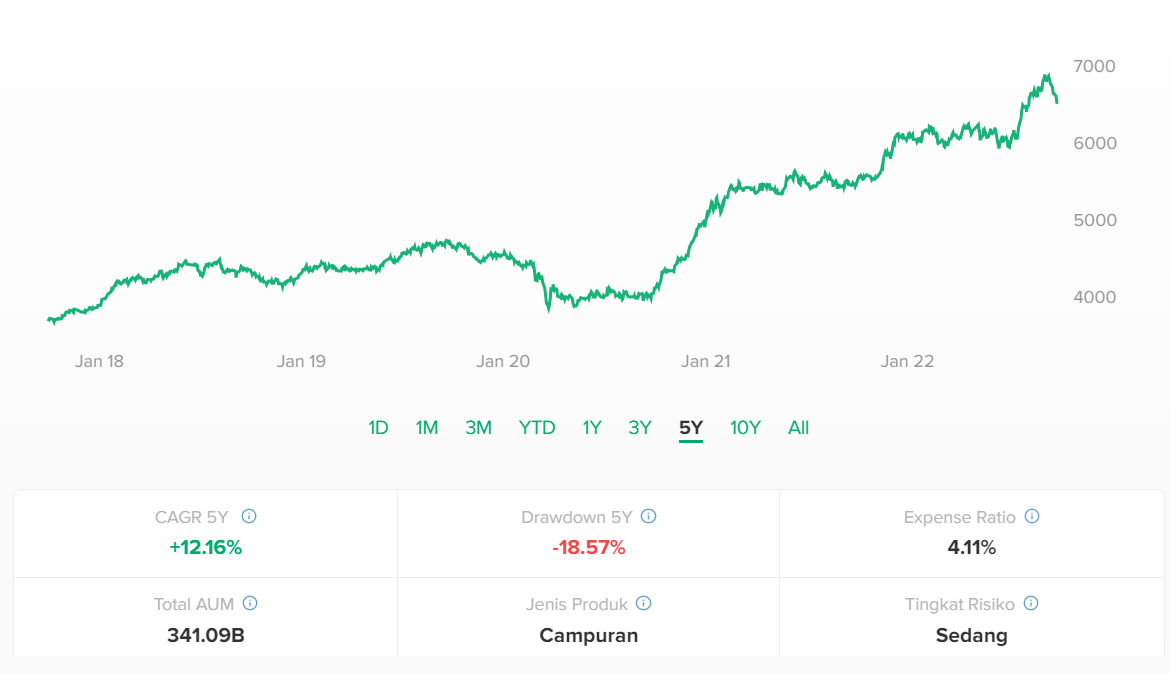 7000
6000
5000
4000
Jan 18 Jan 19 Jan 20 Jan 21 Jan 22
1D 1M 3M YTD 1Y 3Y 5Y 10Y All
CAGR 5Y Drawdown 5Y Expense Ratio
+12.16% -18.57% 4.11%
Total AUM Jenis Produk Tingkat Risiko
341.09B Campuran Sedang